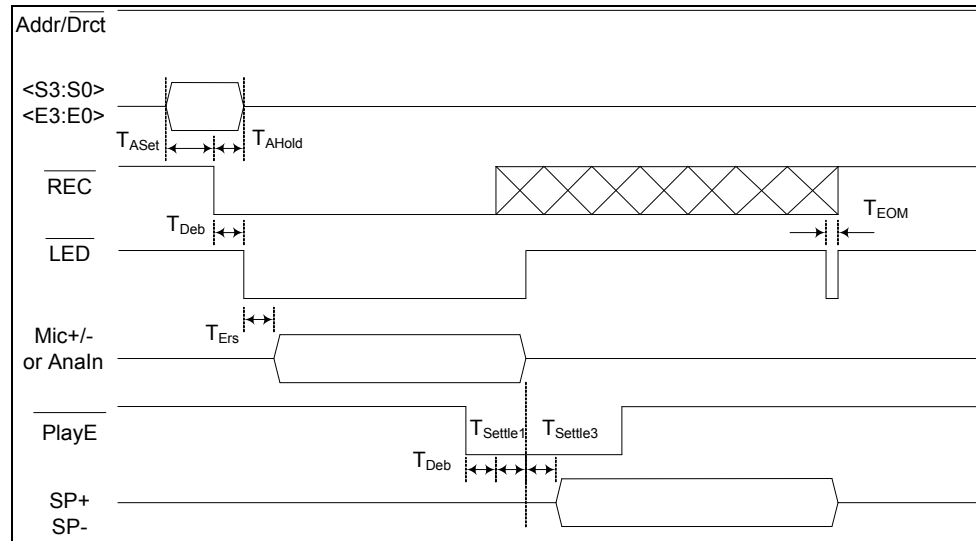 Addr/Drct
<S3:S0>
<E3:E0>
TASet
TAHold
REC
TDeb
TEOM
LED
TErs
Mic+/-
or AnaIn
PlayE
TSettle1
TSettle3
TDeb
SP+
SP-